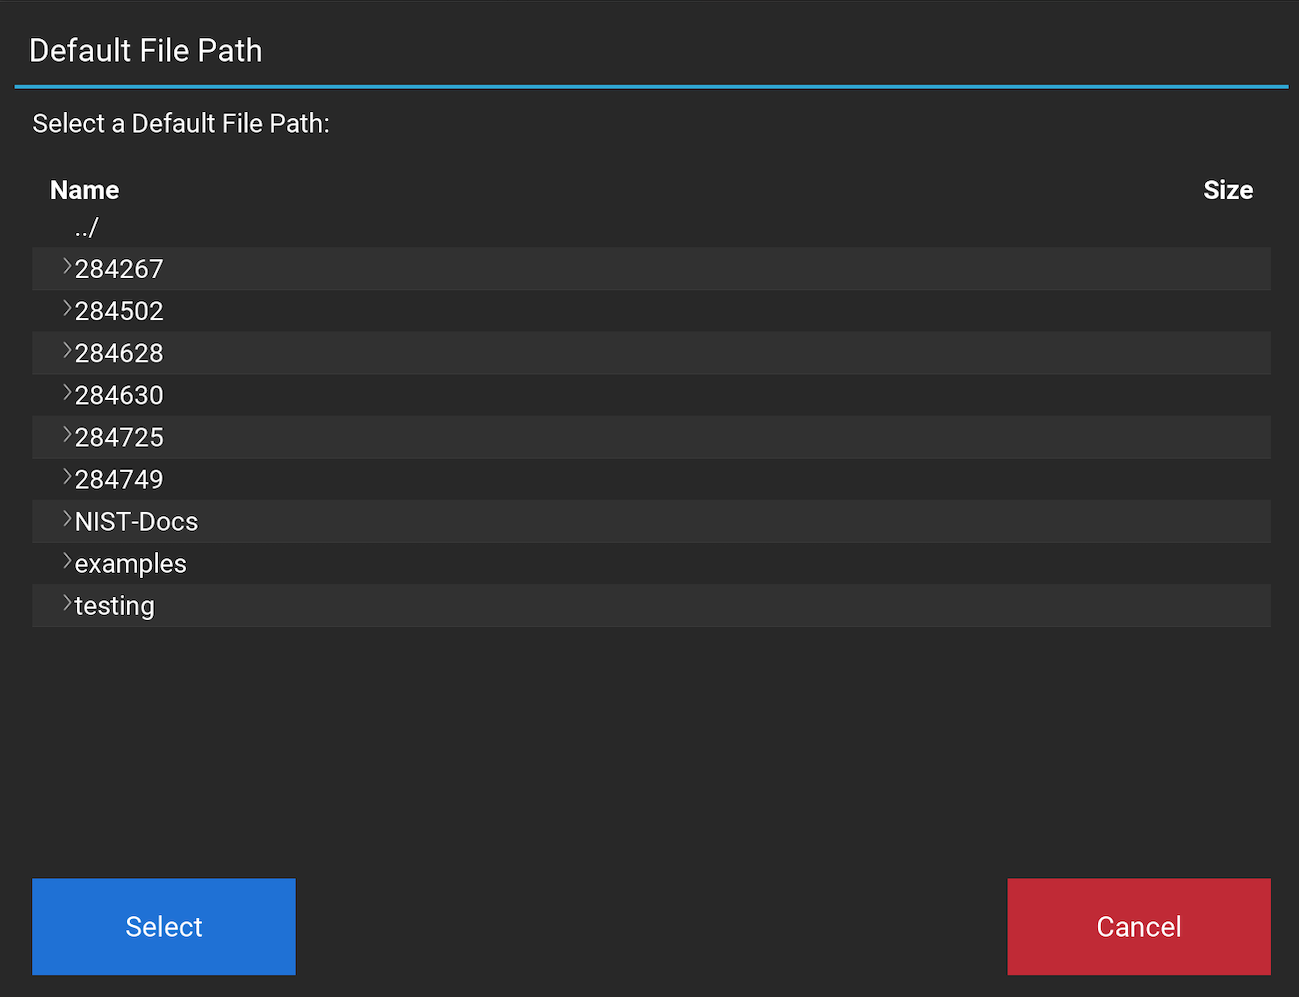 Default File Path
Select a Default File Path:
Name Size
../
284267
284502
284628
284630
284725
284749
NIST-Docs
examples
testing
Select Cancel